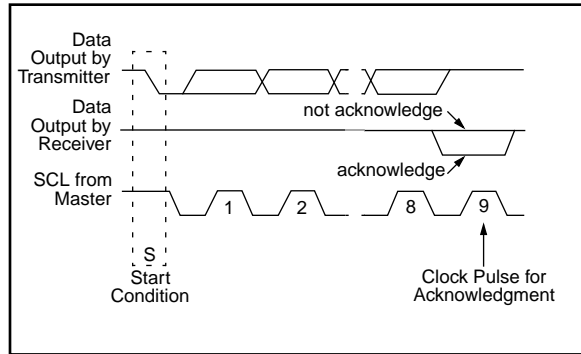 Data
Output by
Transmitter
Data
Output by
Receiver
not acknowledge
acknowledge
SCL from
Master
1
2
8
9
S
Start
Condition
Clock Pulse for
Acknowledgment